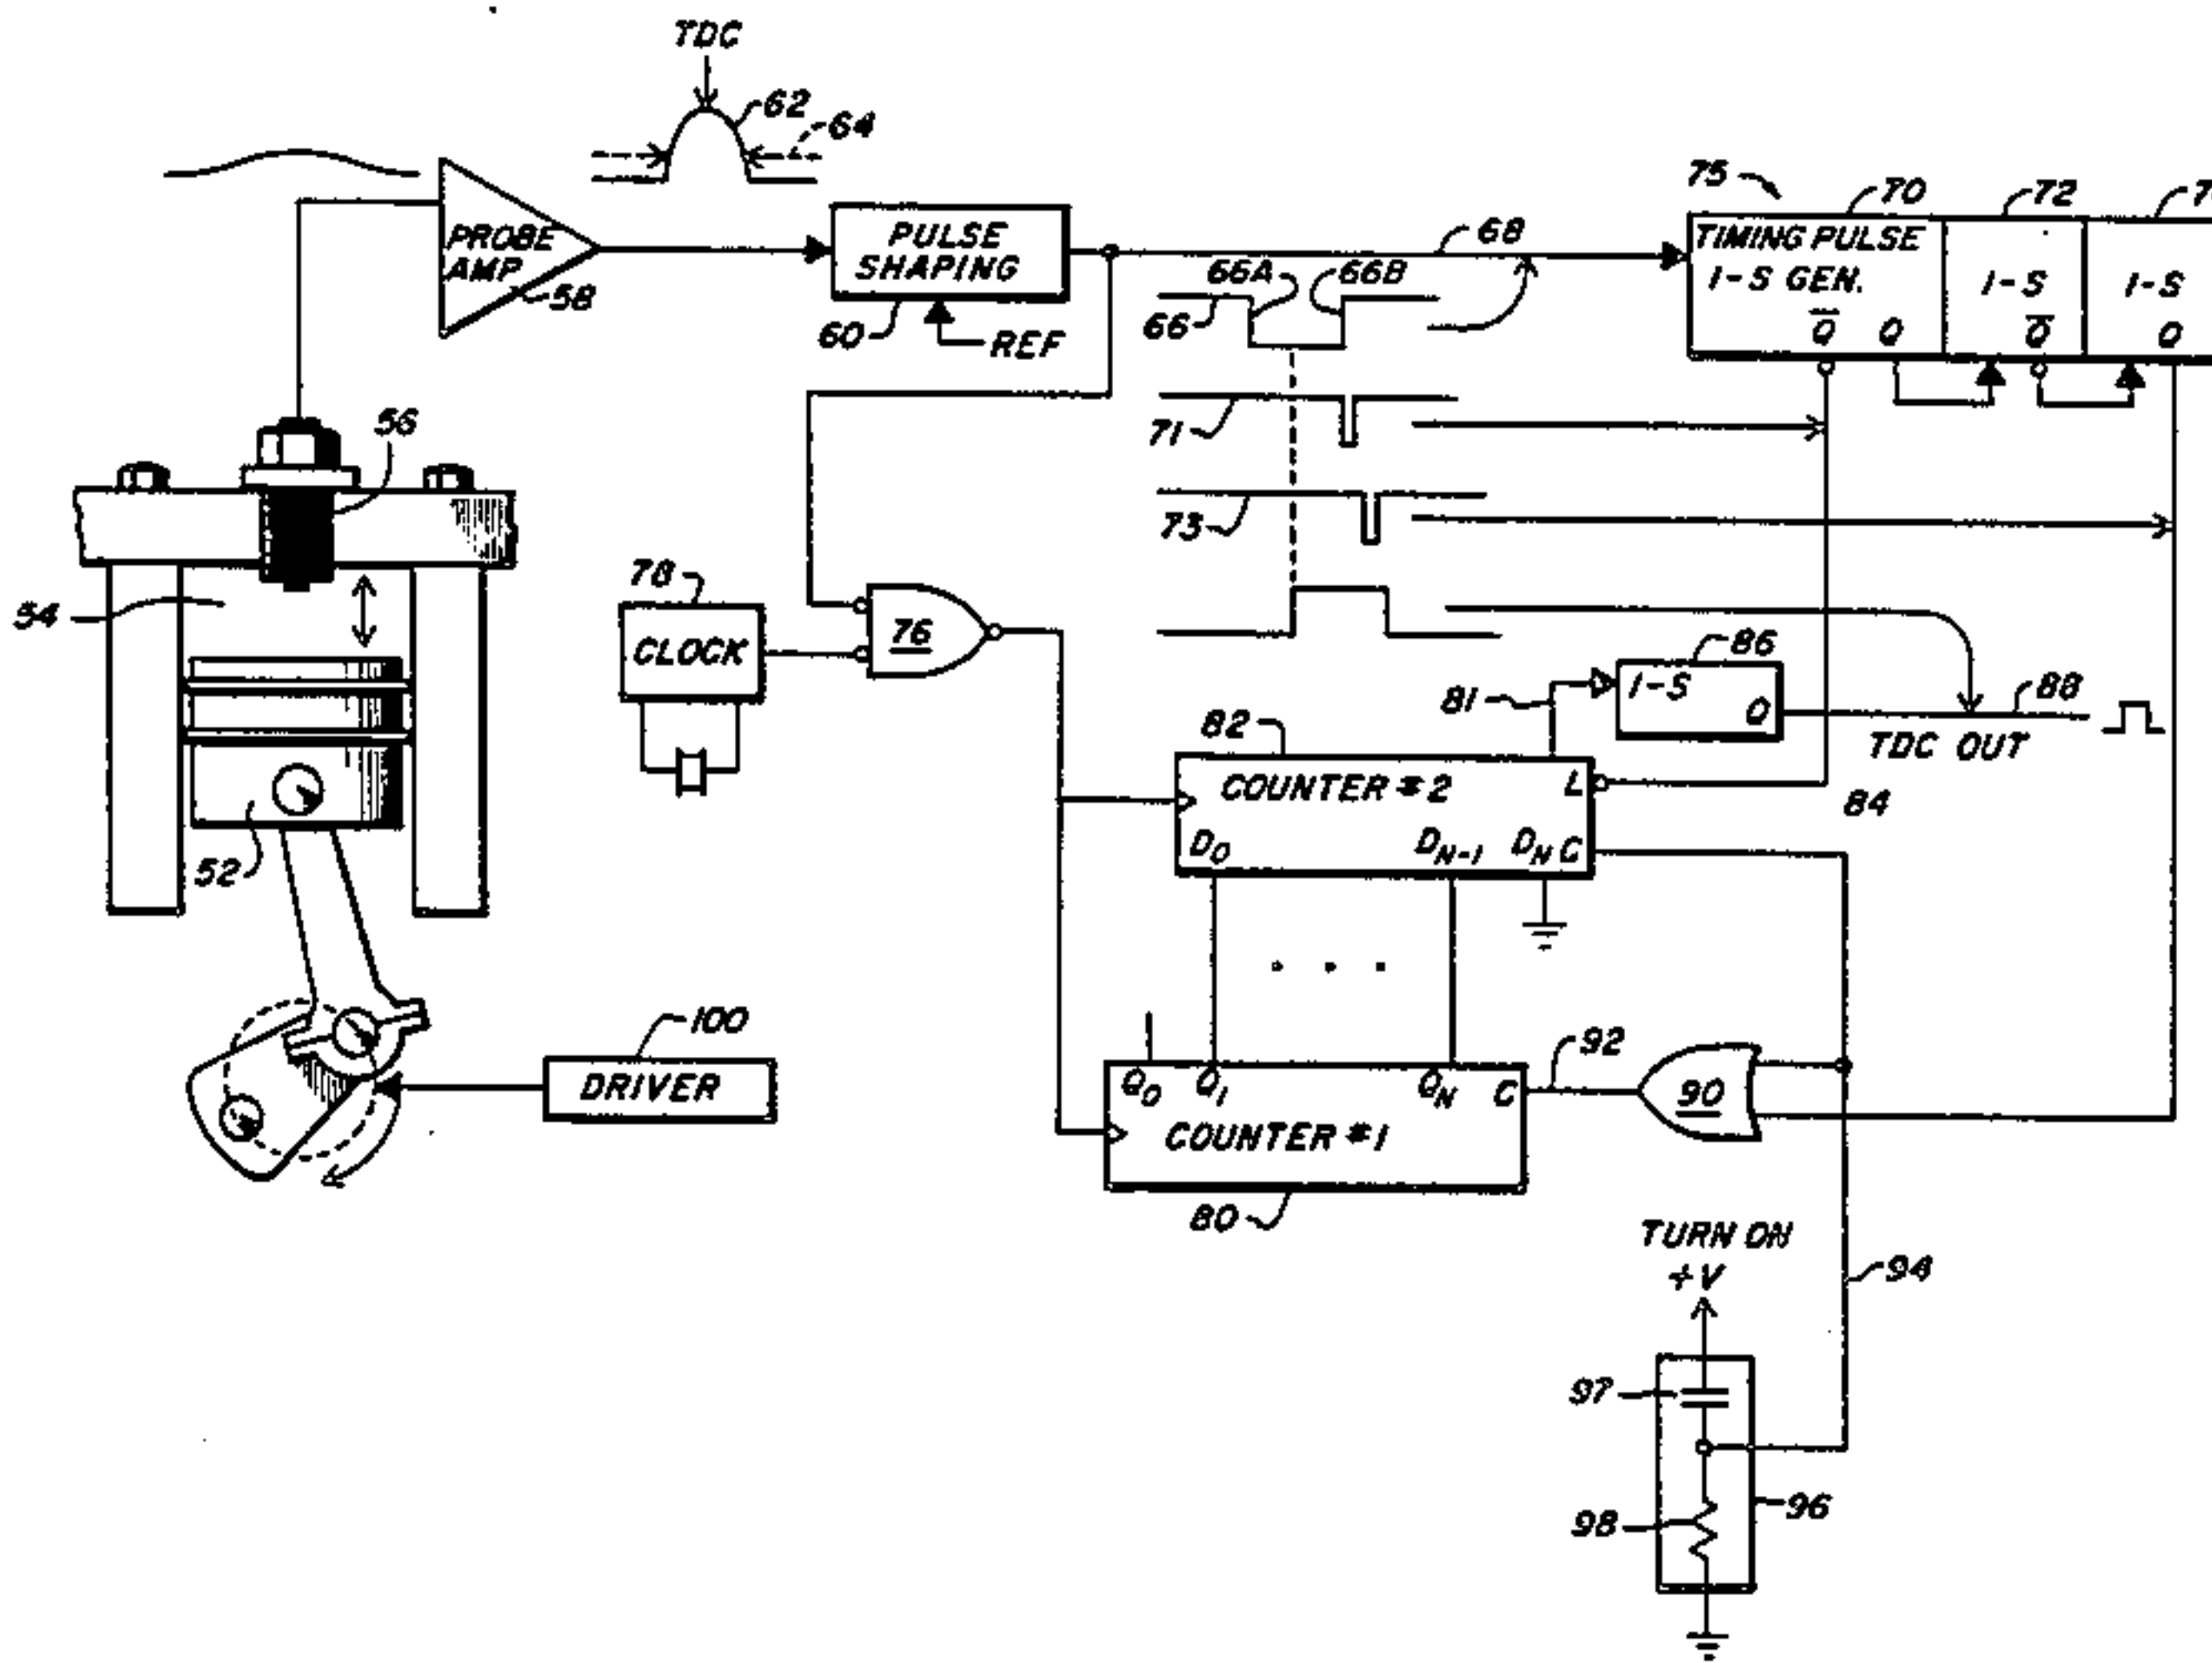 TDC
62
64
75
70
72
7
PROBE
AMP
58
PULSE
SHAPING
60
REF
68
66A
66B
66
TIMING PULSE
1-S GEN.
Q̅ Q
1-S
Q̅
1-S
Q
71
73
56
54
52
78
CLOCK
76
86
1-S
Q
81
88
TDC OUT
82
COUNTER #2
L
84
D0 DN-1 DN C
100
DRIVER
Q0 Q1 QN C
COUNTER #1
80
92
90
TURN ON
+V
94
97
98
96